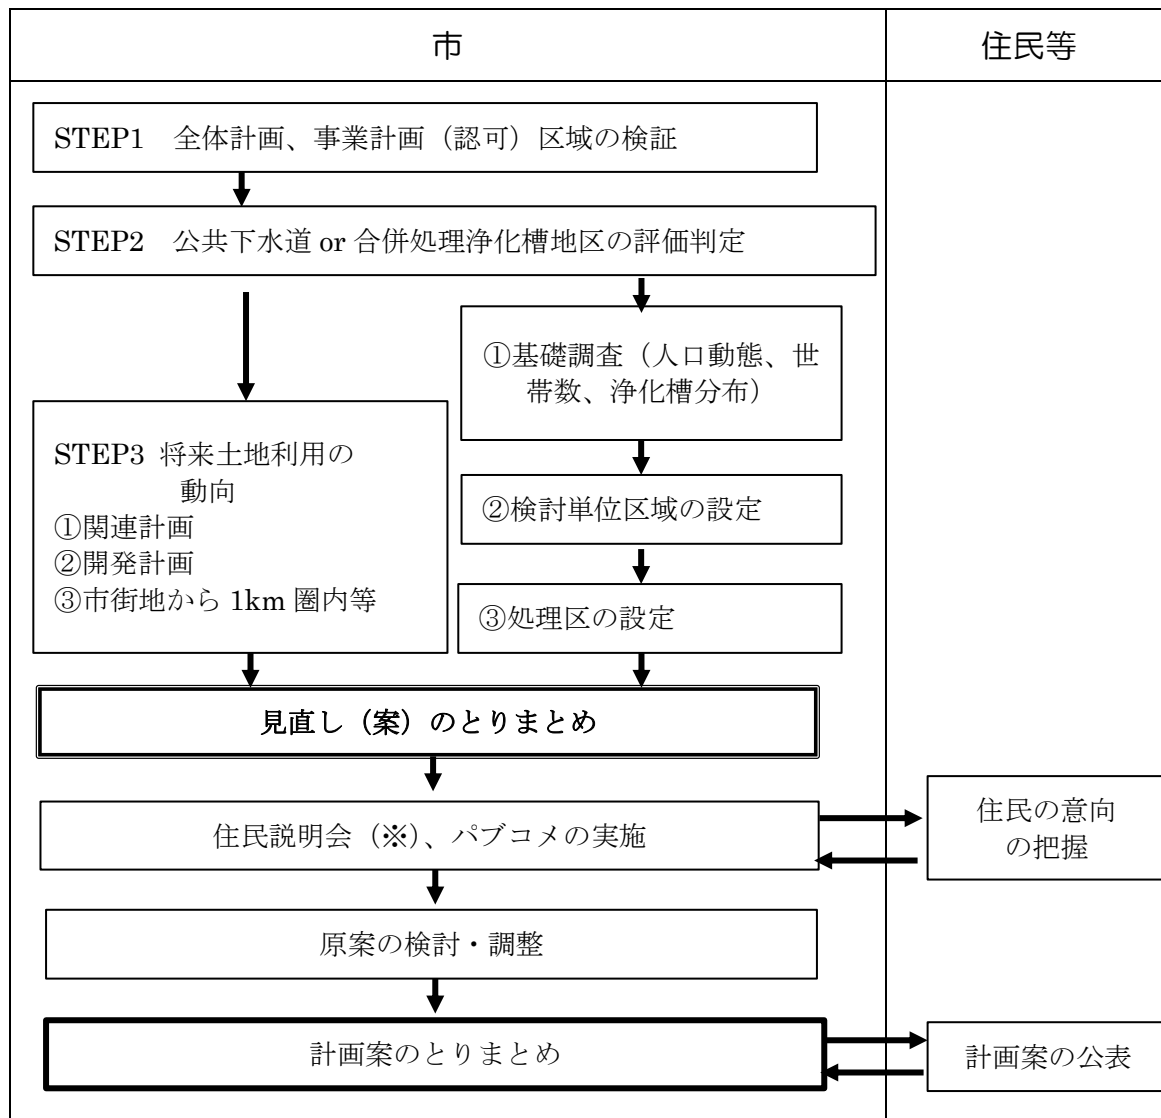 市
住民等
STEP1 全体計画、事業計画（認可）区域の検証
STEP2 公共下水道 or 合併処理浄化槽地区の評価判定
①基礎調査（人口動態、世
帯数、浄化槽分布）
STEP3 将来土地利用の
動向
①関連計画
②開発計画
③市街地から 1km 圏内等
②検討単位区域の設定
③処理区の設定
見直し（案）のとりまとめ
住民説明会（※）、パブコメの実施
住民の意向
の把握
原案の検討・調整
計画案のとりまとめ
計画案の公表